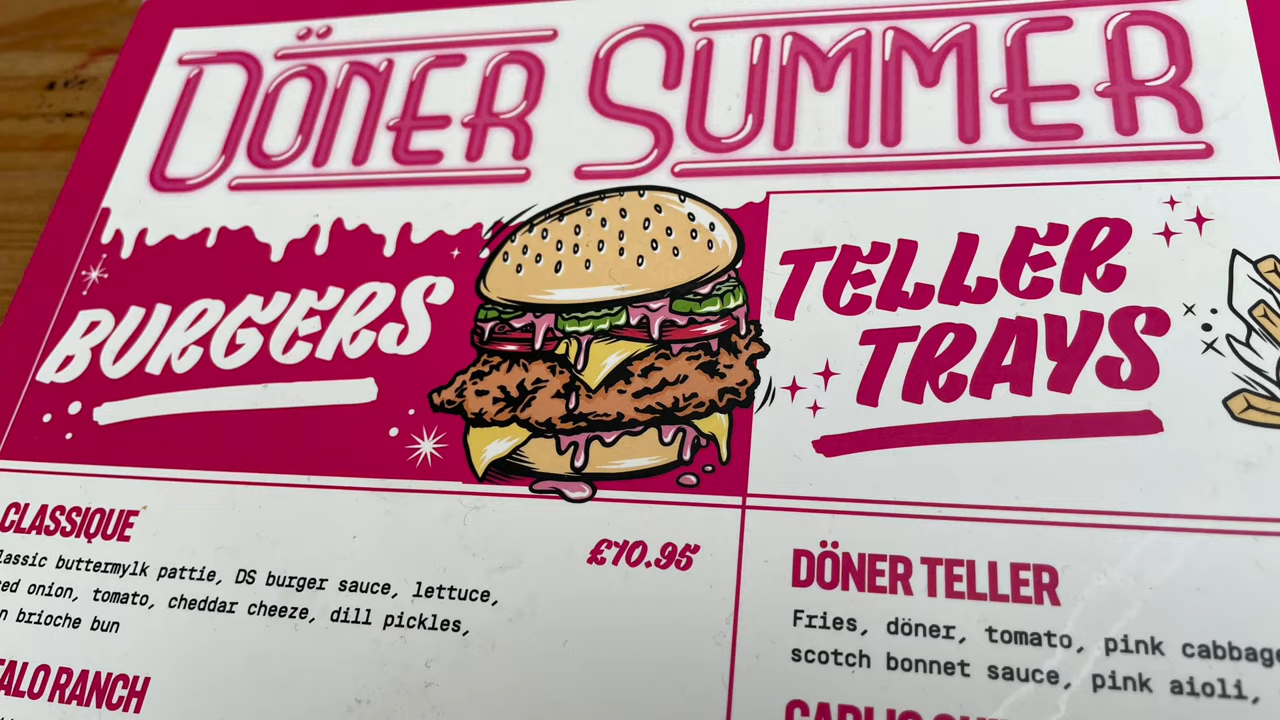 DÖNER SUMMER
BURGERS
TELLER
TRAYS
CLASSIQUE
£10.95
lassic buttermylk pattie, DS burger sauce, lettuce,
ed onion, tomato, cheddar cheeze, dill pickles,
n brioche bun
ALO RANCH
DÖNER TELLER
Fries, döner, tomato, pink cabbage
scotch bonnet sauce, pink aioli,
GARLIC